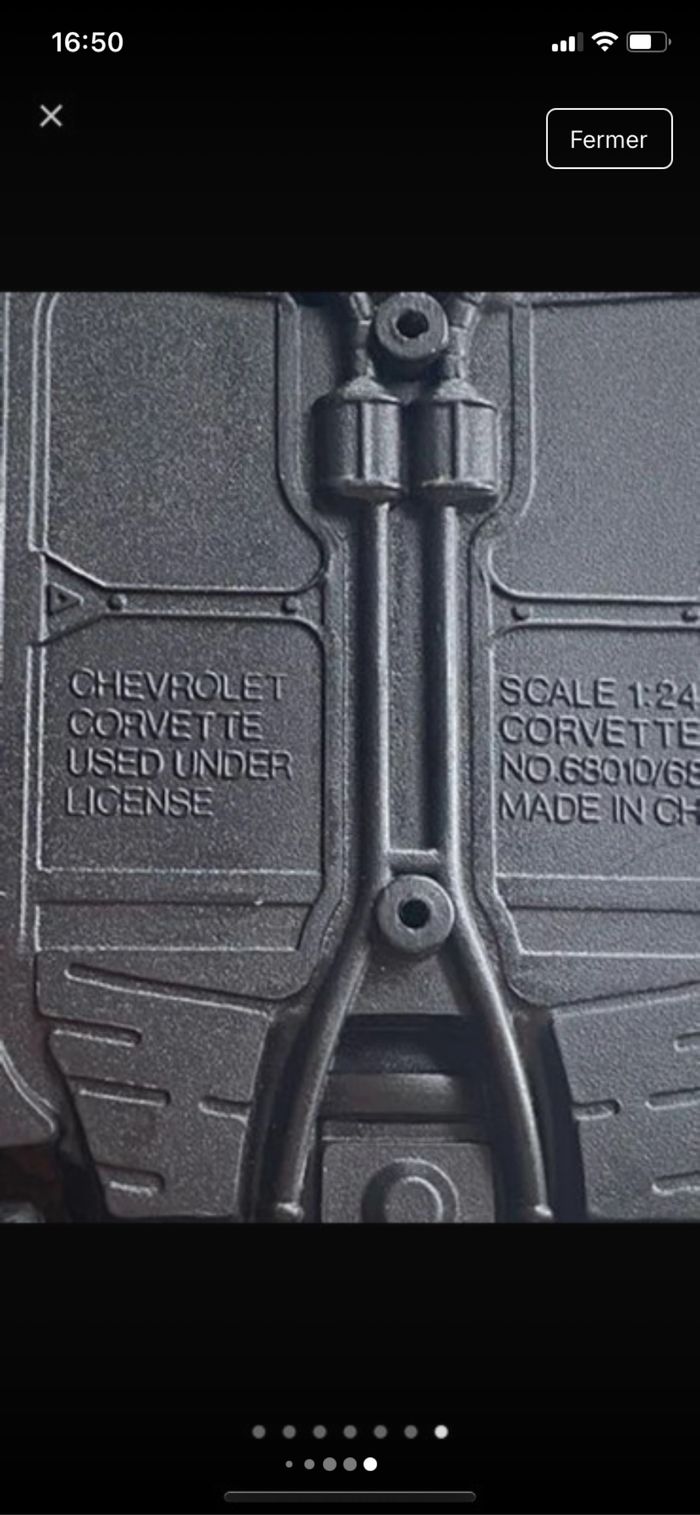 16:50
Fermer
CHEVROLET
CORVETTE
USED UNDER
LICENSE
SCALE 1:24
CORVETTE
MADE IN